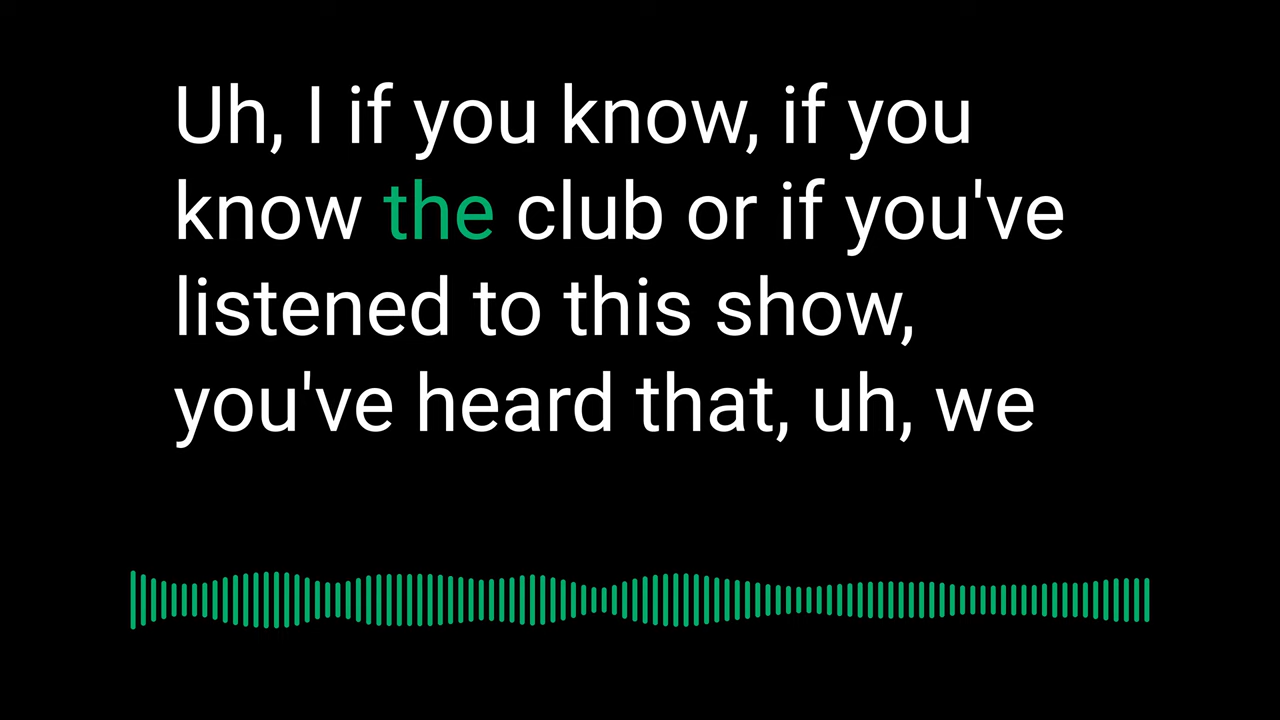 Uh, I if you know, if you
know the club or if you've
listened to this show,
you've heard that, uh, we